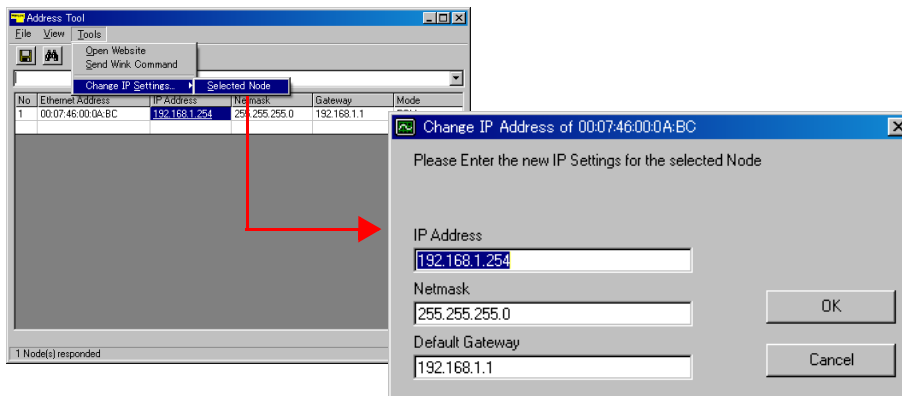 Address Tool
File View Tools
Open Website
Send Wink Command
Change IP Settings... Selected Node
No Ethernet Address IP Address Netmask Gateway Mode
1 00:07:46:00:0A:BC 192.168.1.254 255.255.255.0 192.168.1.1
1 Node(s) responded
Change IP Address of 00:07:46:00:0A:BC
Please Enter the new IP Settings for the selected Node
IP Address
192.168.1.254
Netmask
255.255.255.0
OK
Default Gateway
192.168.1.1
Cancel